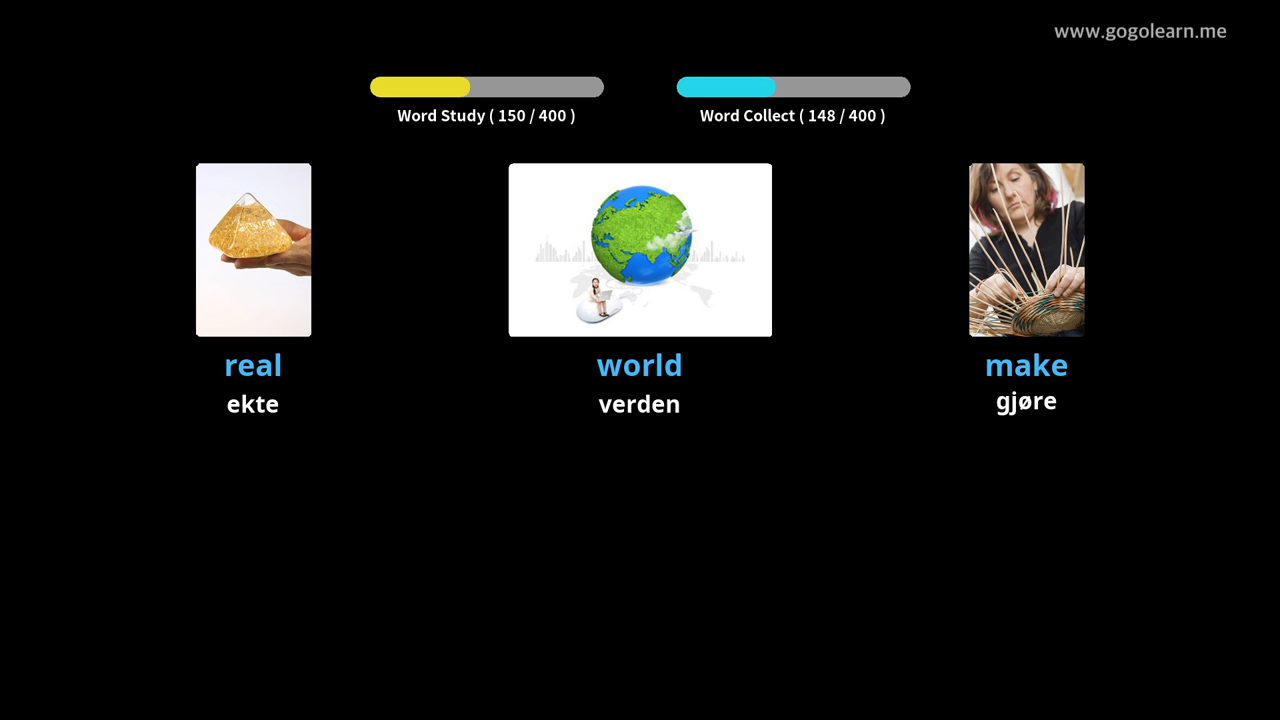 www.gogolearn.me
Word Study ( 150 / 400 )
Word Collect ( 148 / 400 )
real
ekte
world
verden
make
gjøre